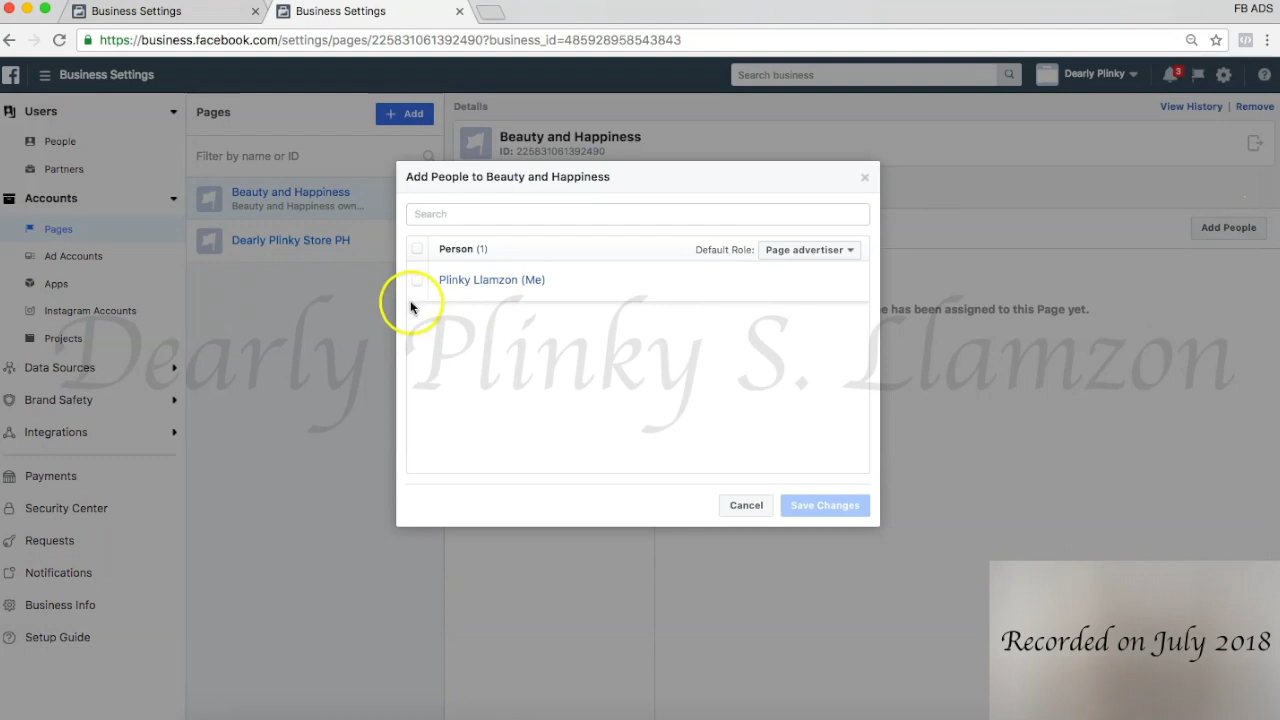 Business Settings
Business Settings
FB ADS
https://business.facebook.com/settings/pages/225831061392490?business_id=485928958543843
Business Settings
Search business
Dearly Plinky
3
Users
People
Partners
Accounts
Pages
Ad Accounts
Apps
Instagram Accounts
Projects
Data Sources
Brand Safety
Integrations
Payments
Security Center
Requests
Notifications
Business Info
Setup Guide
Pages
+ Add
Filter by name or ID
Beauty and Happiness
Beauty and Happiness own...
Dearly Plinky Store PH
Details
View History
Remove
Beauty and Happiness
ID: 225831061392490
Add People
e has been assigned to this Page yet.
Add People to Beauty and Happiness
Search
Person (1)
Default Role:
Page advertiser
Plinky Llamzon (Me)
Cancel
Save Changes
Dearly Plinky S. Llamzon
Recorded on July 2018